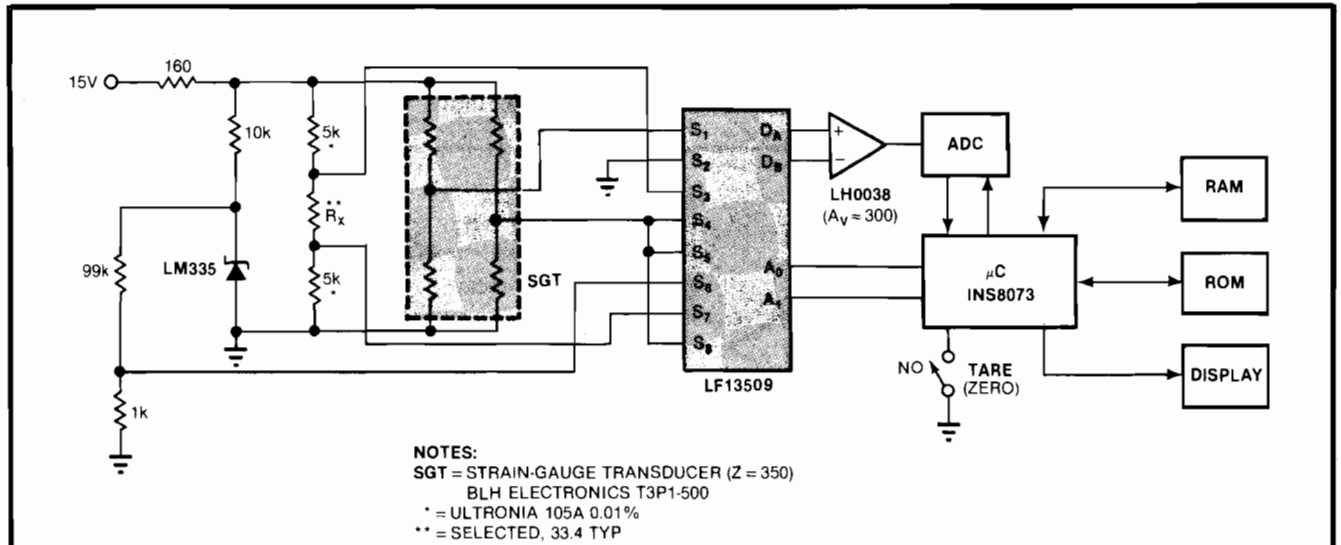 15V
160
10k
5k
*
**
Rx
99k
LM335
5k
*
1k
SGT
S1
S2
S3
S4
S5
S6
S7
S8
DA
DB
A0
A1
LF13509
+
−
LH0038
(AV ≈ 300)
ADC
µC
INS8073
RAM
ROM
DISPLAY
NO
TARE
(ZERO)
NOTES:
SGT = STRAIN-GAUGE TRANSDUCER (Z = 350)
BLH ELECTRONICS T3P1-500
* = ULTRONIA 105A 0.01%
** = SELECTED, 33.4 TYP